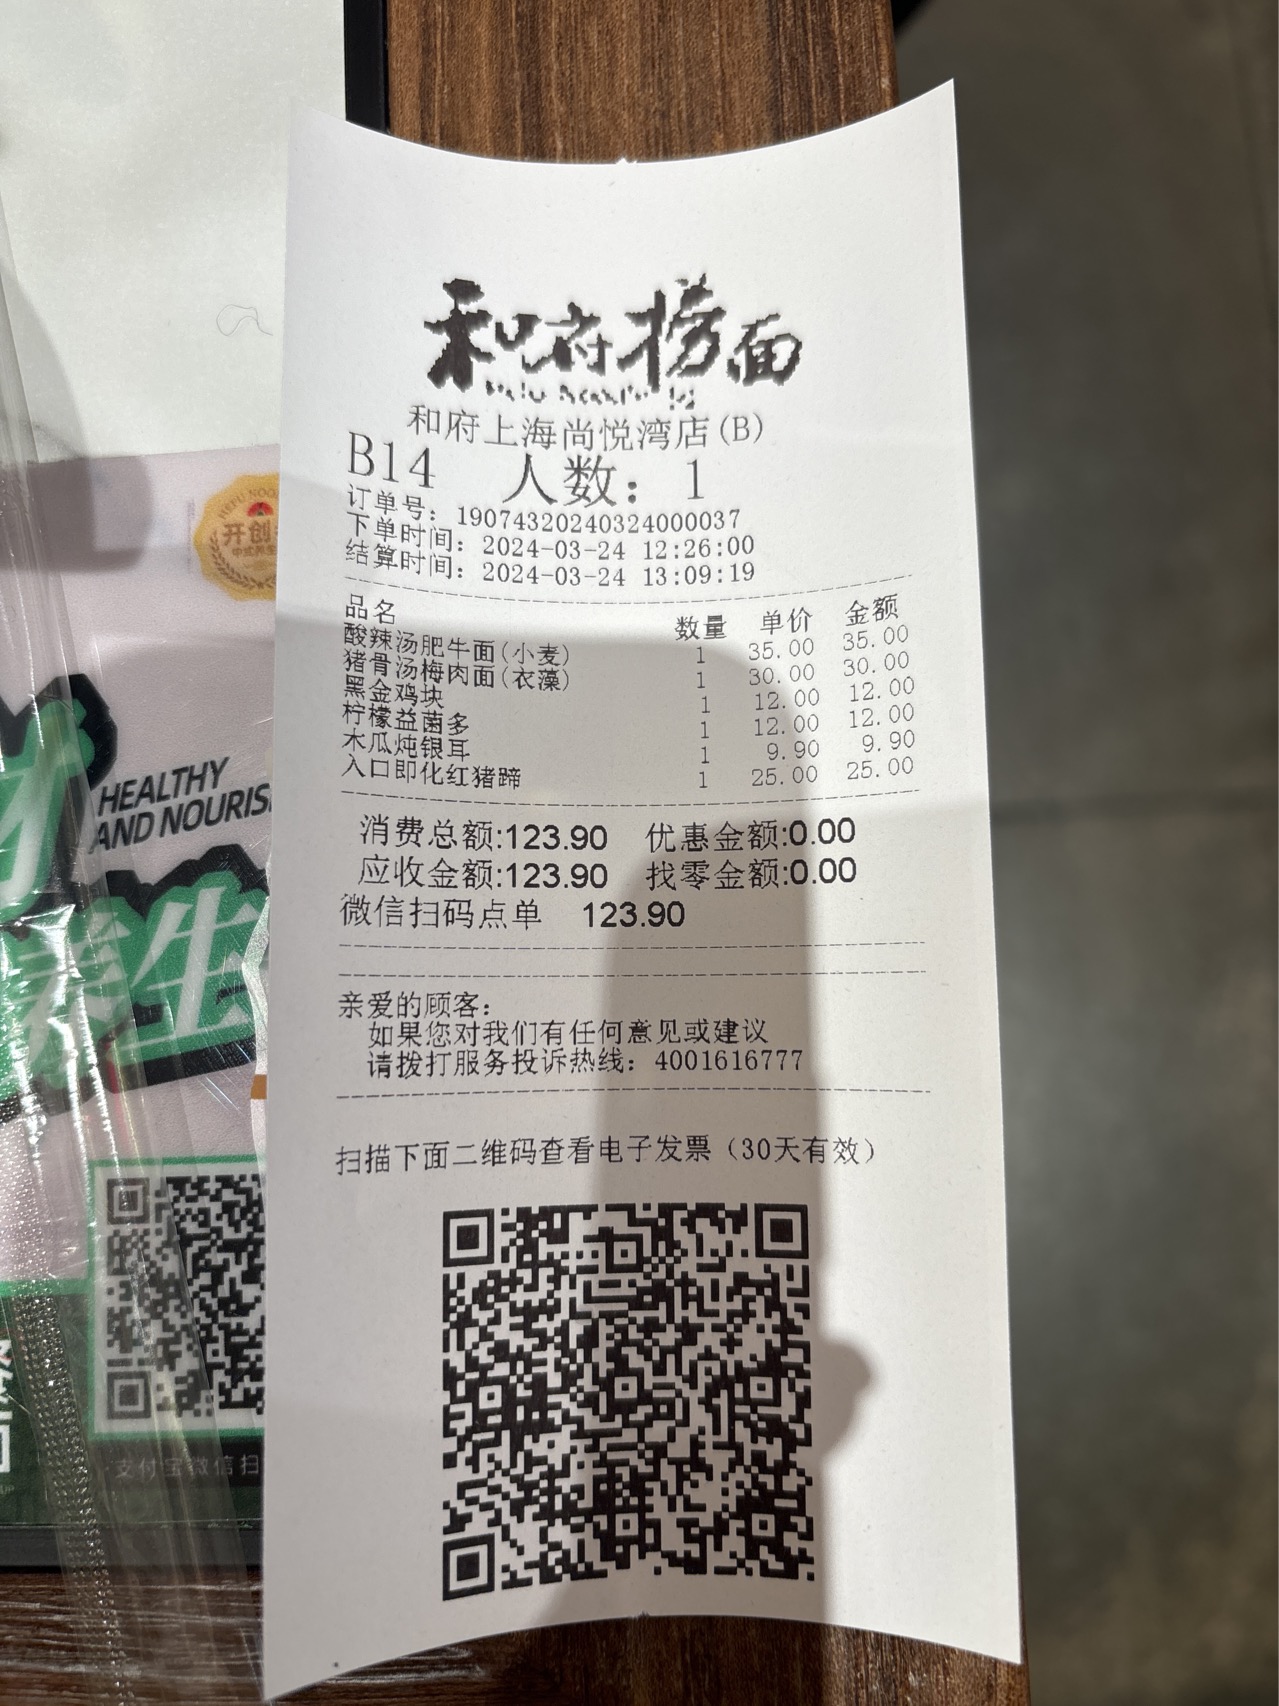 和府捞面
和府上海尚悦湾店(B)
B14 人数：1
订单号：19074320240324000037
下单时间：2024-03-24 12:26:00
结算时间：2024-03-24 13:09:19
品名 数量 单价 金额
酸辣汤肥牛面(小麦) 1 35.00 35.00
猪骨汤梅肉面(衣藻) 1 30.00 30.00
黑金鸡块 1 12.00 12.00
柠檬益菌多 1 12.00 12.00
木瓜炖银耳 1 9.90 9.90
入口即化红猪蹄 1 25.00 25.00
消费总额:123.90 优惠金额:0.00
应收金额:123.90 找零金额:0.00
微信扫码点单 123.90
亲爱的顾客：
如果您对我们有任何意见或建议
请拨打服务投诉热线：4001616777
扫描下面二维码查看电子发票（30天有效）
开创
HEALTHY
AND NOURIS
养生
支付宝微信扫